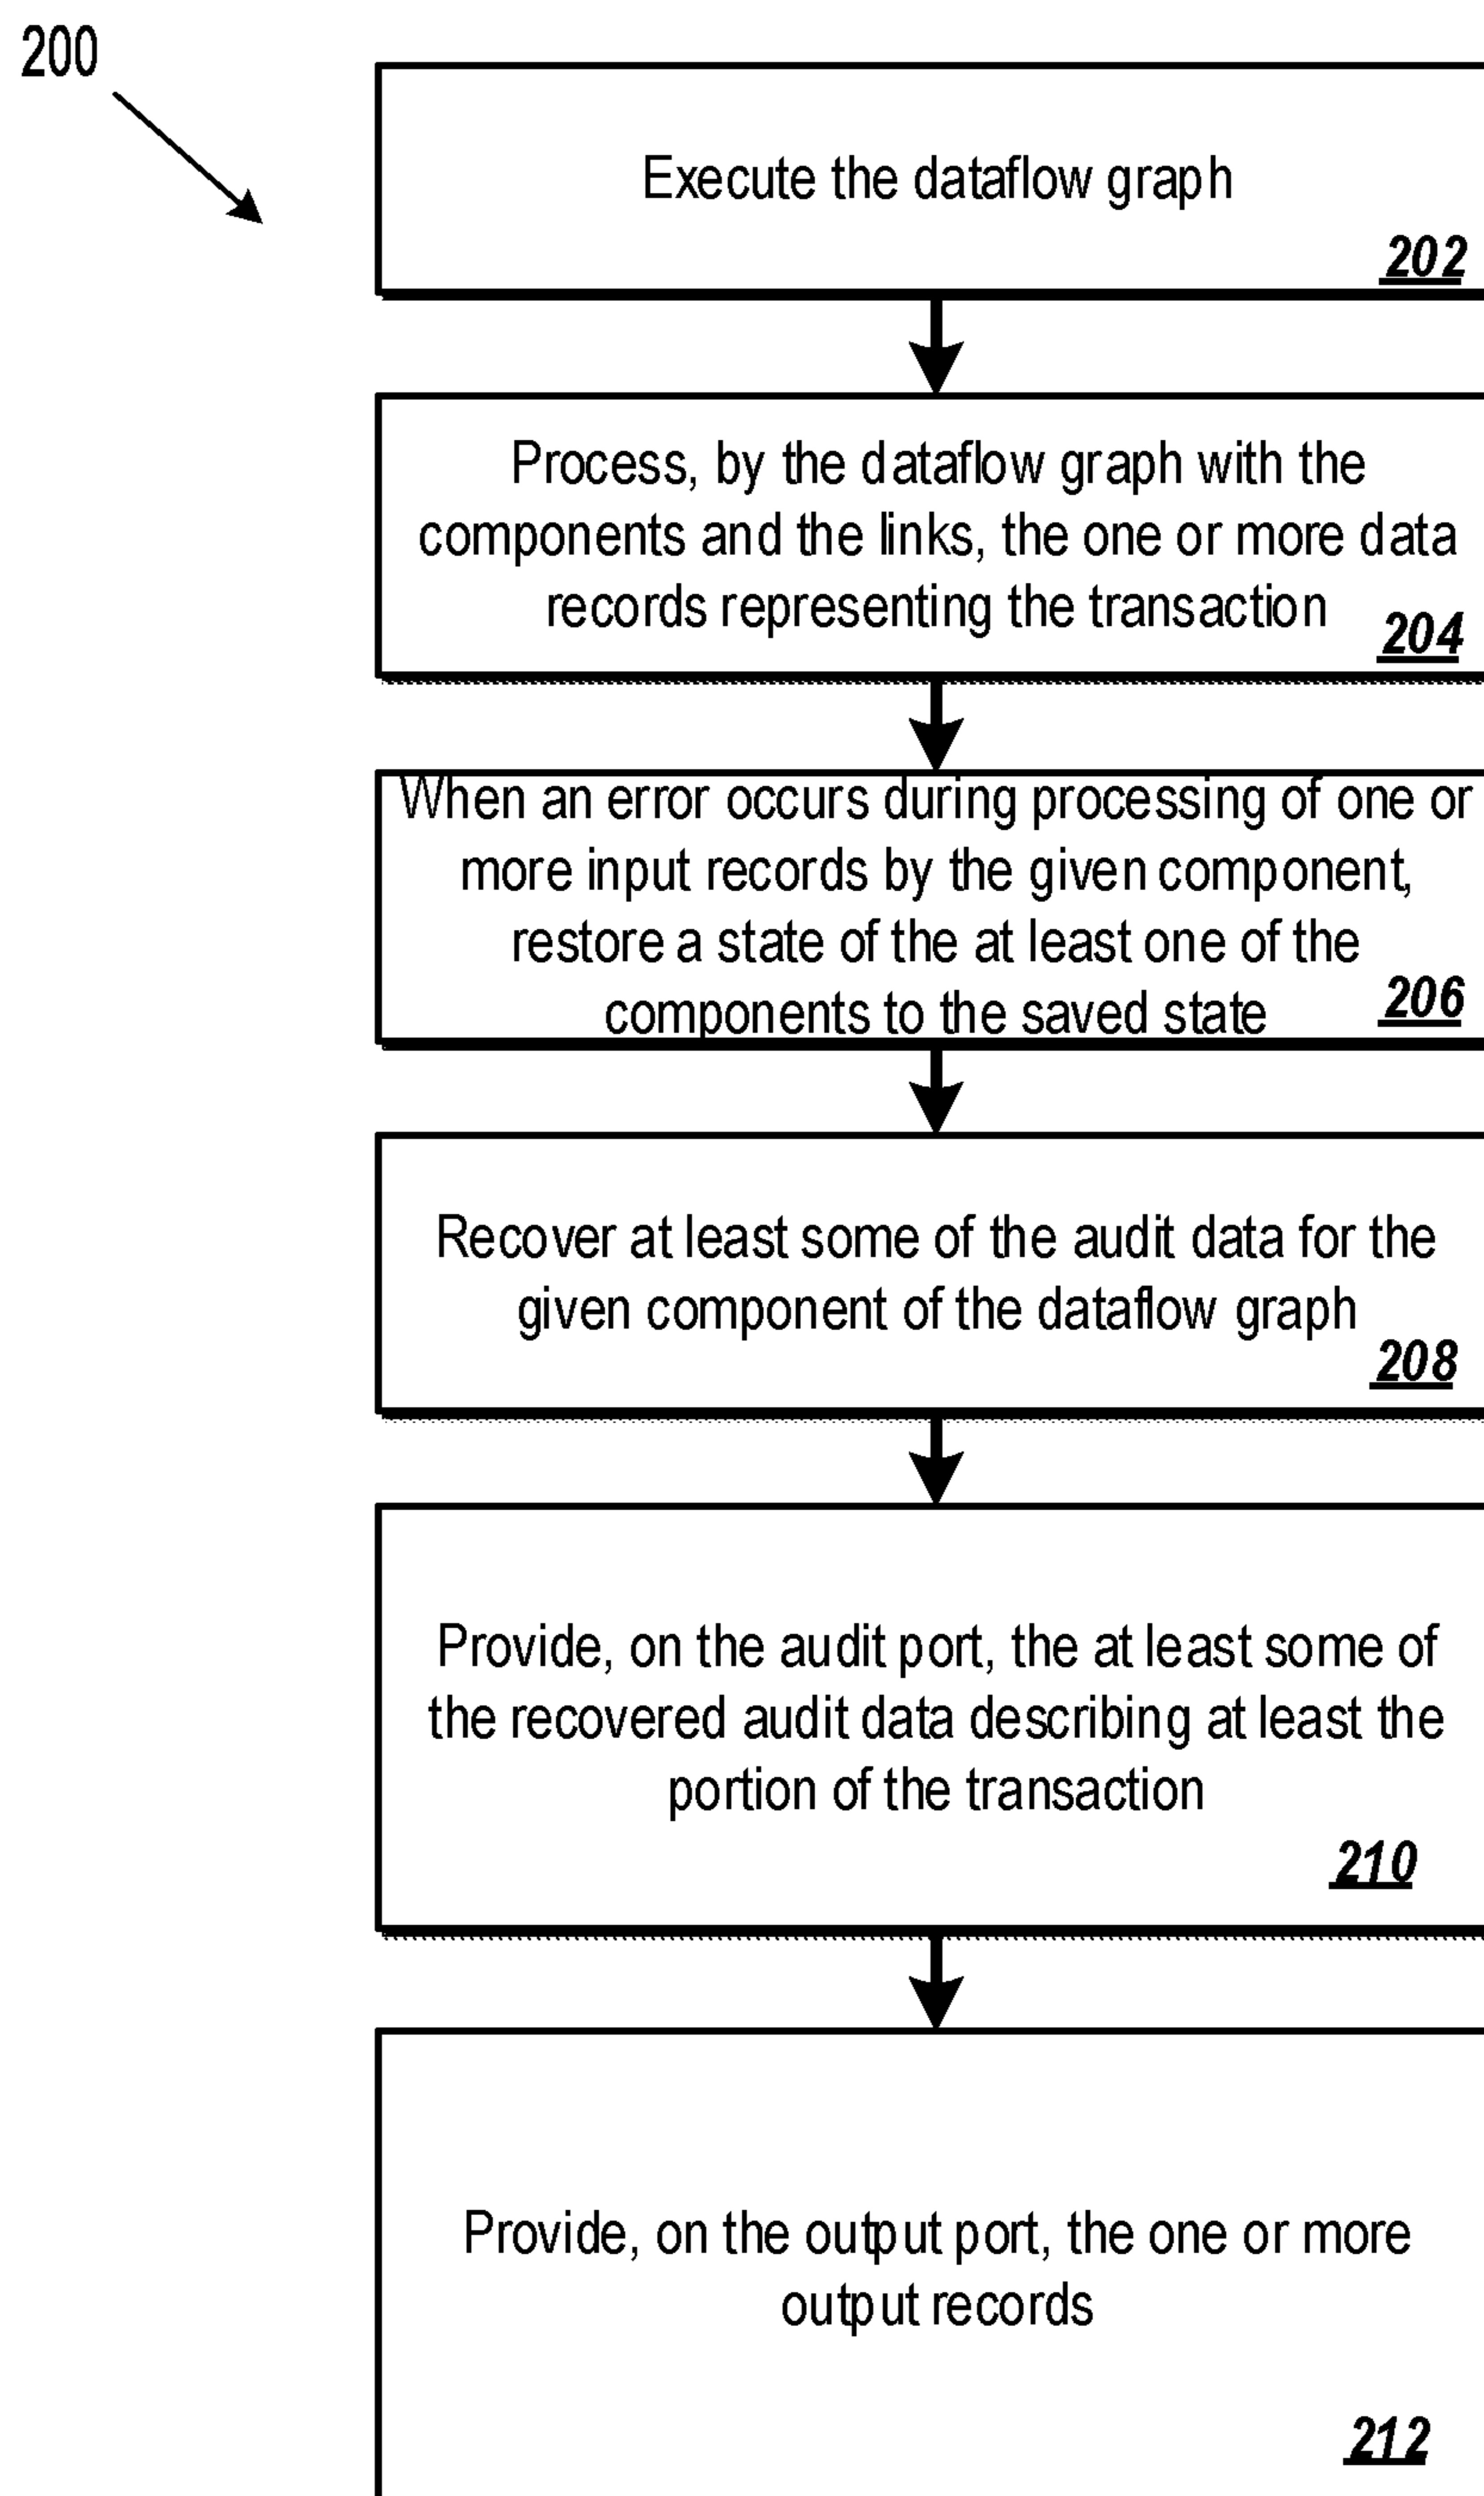 200
Execute the dataflow graph
202
Process, by the dataflow graph with the
components and the links, the one or more data
records representing the transaction
204
When an error occurs during processing of one or
more input records by the given component,
restore a state of the at least one of the
components to the saved state
206
Recover at least some of the audit data for the
given component of the dataflow graph
208
Provide, on the audit port, the at least some of
the recovered audit data describing at least the
portion of the transaction
210
Provide, on the output port, the one or more
output records
212